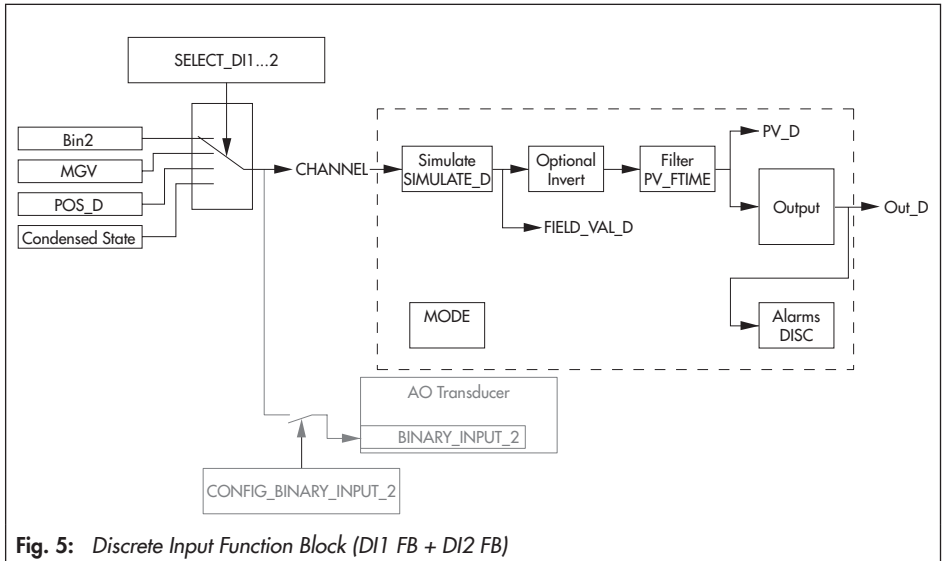 SELECT_DI1...2
Bin2
MGV
POS_D
Condensed State
CHANNEL
Simulate
SIMULATE_D
Optional
Invert
Filter
PV_FTIME
PV_D
Output
Out_D
FIELD_VAL_D
MODE
Alarms
DISC
AO Transducer
BINARY_INPUT_2
CONFIG_BINARY_INPUT_2
Fig. 5: Discrete Input Function Block (DI1 FB + DI2 FB)